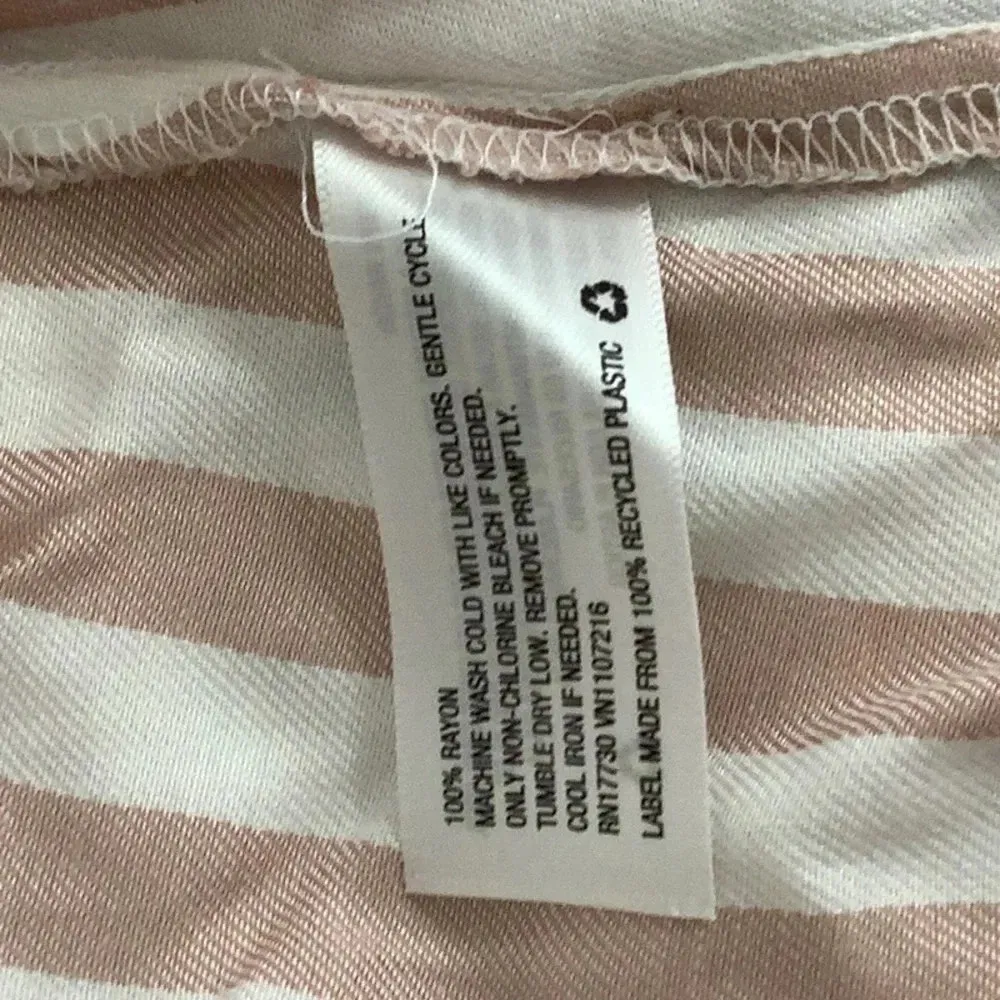 100% RAYON
MACHINE WASH COLD WITH LIKE COLORS. GENTLE CYCLE
ONLY NON-CHLORINE BLEACH IF NEEDED.
TUMBLE DRY LOW. REMOVE PROMPTLY.
COOL IRON IF NEEDED.
RN17730 VN1107216
LABEL MADE FROM 100% RECYCLED PLASTIC